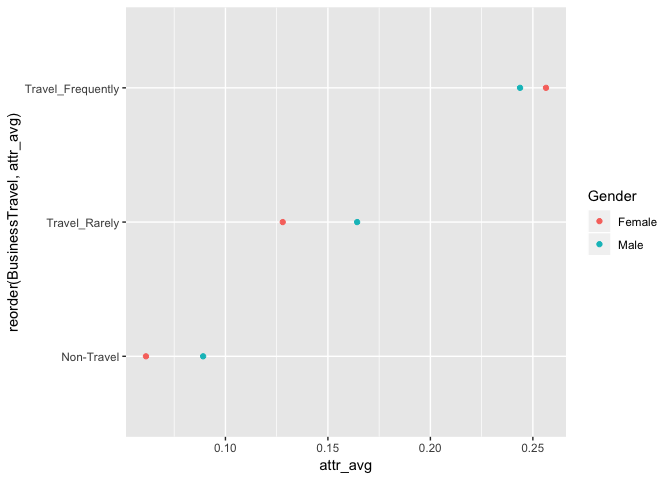 reorder(BusinessTravel, attr_avg)
Travel_Frequently
Travel_Rarely
Non-Travel
0.10 0.15 0.20 0.25
attr_avg
Gender
Female
Male